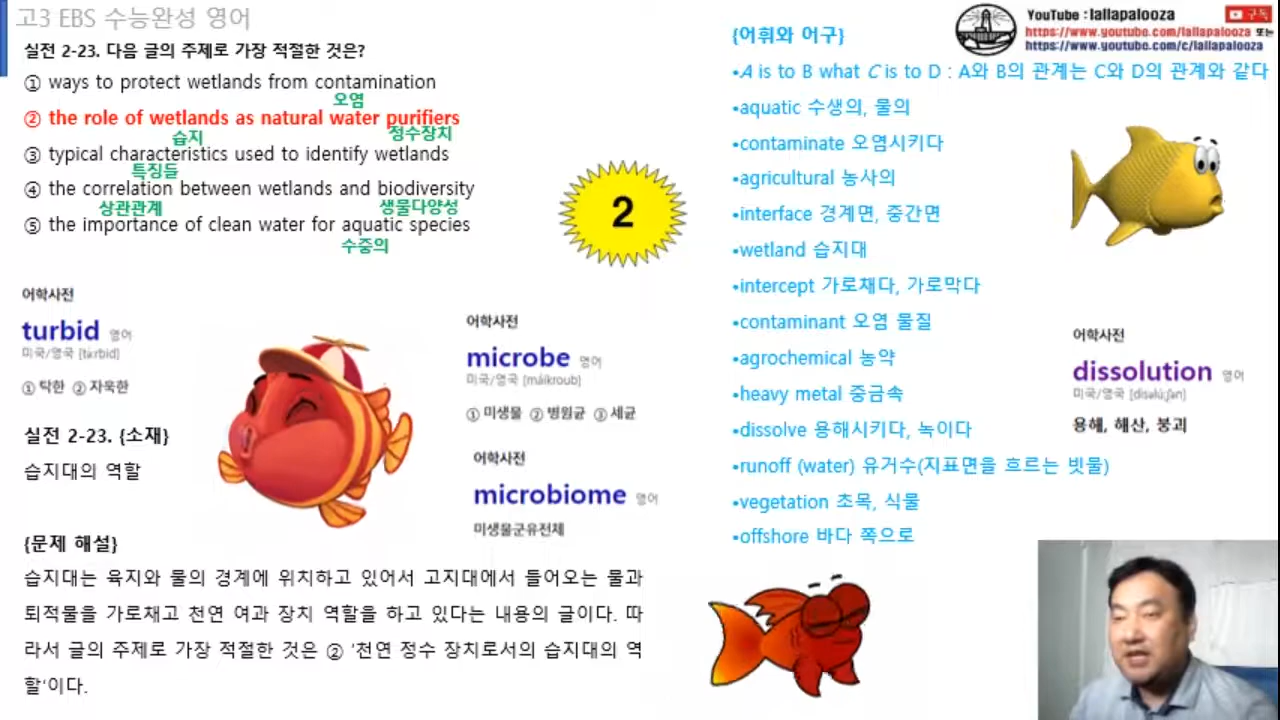 고3 EBS 수능완성 영어
실전 2-23. 다음 글의 주제로 가장 적절한 것은?
① ways to protect wetlands from contamination
오염
② the role of wetlands as natural water purifiers
습지
정수장치
③ typical characteristics used to identify wetlands
특징들
④ the correlation between wetlands and biodiversity
상관관계
생물다양성
⑤ the importance of clean water for aquatic species
수중의
2
어학사전
turbid 영어
미국/영국 [tə́ːrbid]
① 탁한 ② 자욱한
어학사전
microbe 영어
미국/영국 [máikroub]
① 미생물 ② 병원균 ③ 세균
어학사전
microbiome 영어
미생물군유전체
실전 2-23. {소재}
습지대의 역할
{문제 해설}
습지대는 육지와 물의 경계에 위치하고 있어서 고지대에서 들어오는 물과
퇴적물을 가로채고 천연 여과 장치 역할을 하고 있다는 내용의 글이다. 따
라서 글의 주제로 가장 적절한 것은 ② '천연 정수 장치로서의 습지대의 역
할'이다.
{어휘와 어구}
•A is to B what C is to D : A와 B의 관계는 C와 D의 관계와 같다
•aquatic 수생의, 물의
•contaminate 오염시키다
•agricultural 농사의
•interface 경계면, 중간면
•wetland 습지대
•intercept 가로채다, 가로막다
•contaminant 오염 물질
•agrochemical 농약
•heavy metal 중금속
•dissolve 용해시키다, 녹이다
•runoff (water) 유거수(지표면을 흐르는 빗물)
•vegetation 초목, 식물
•offshore 바다 쪽으로
YouTube : lallapalooza
구독
https://www.youtube.com/lallapalooza 또는
https://www.youtube.com/c/lallapalooza
어학사전
dissolution 영어
미국/영국 [dìsəlúːʃən]
용해, 해산, 붕괴